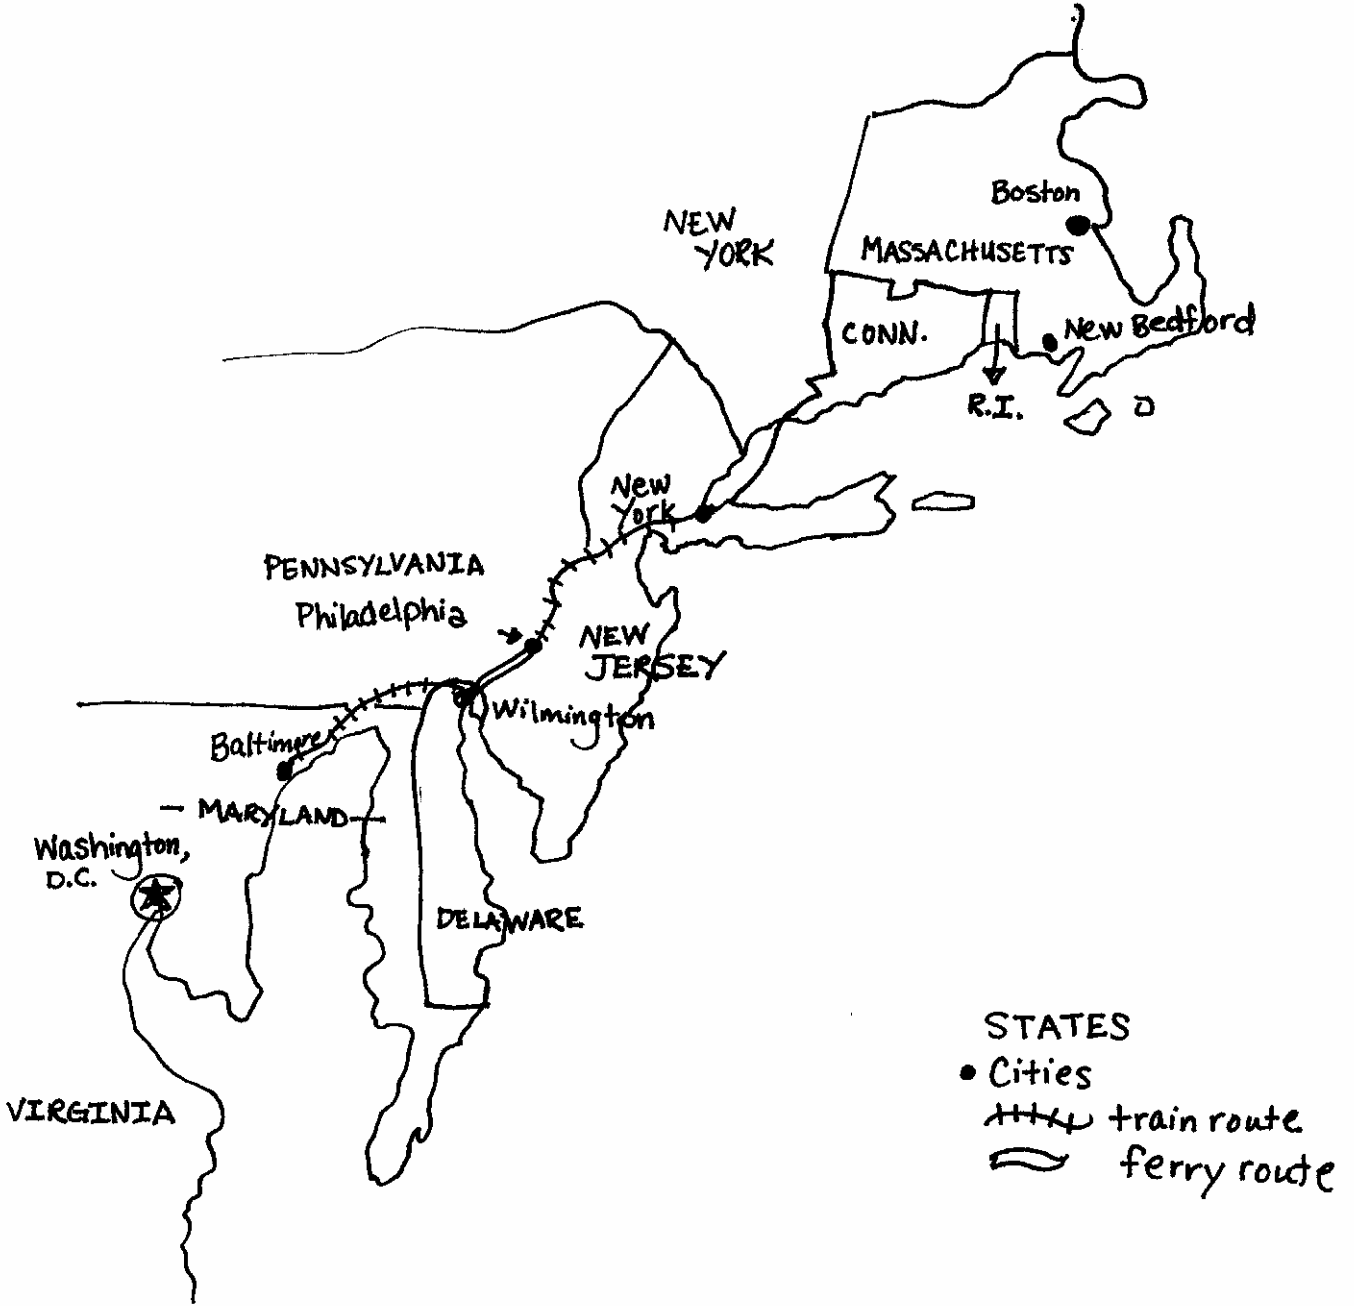 Boston
NEW
YORK
MASSACHUSETTS
CONN.
New Bedford
R.I.
New
York
PENNSYLVANIA
Philadelphia
NEW
JERSEY
Wilmington
Baltimore
MARYLAND
Washington,
D.C.
DELAWARE
VIRGINIA
STATES
Cities
train route
ferry route